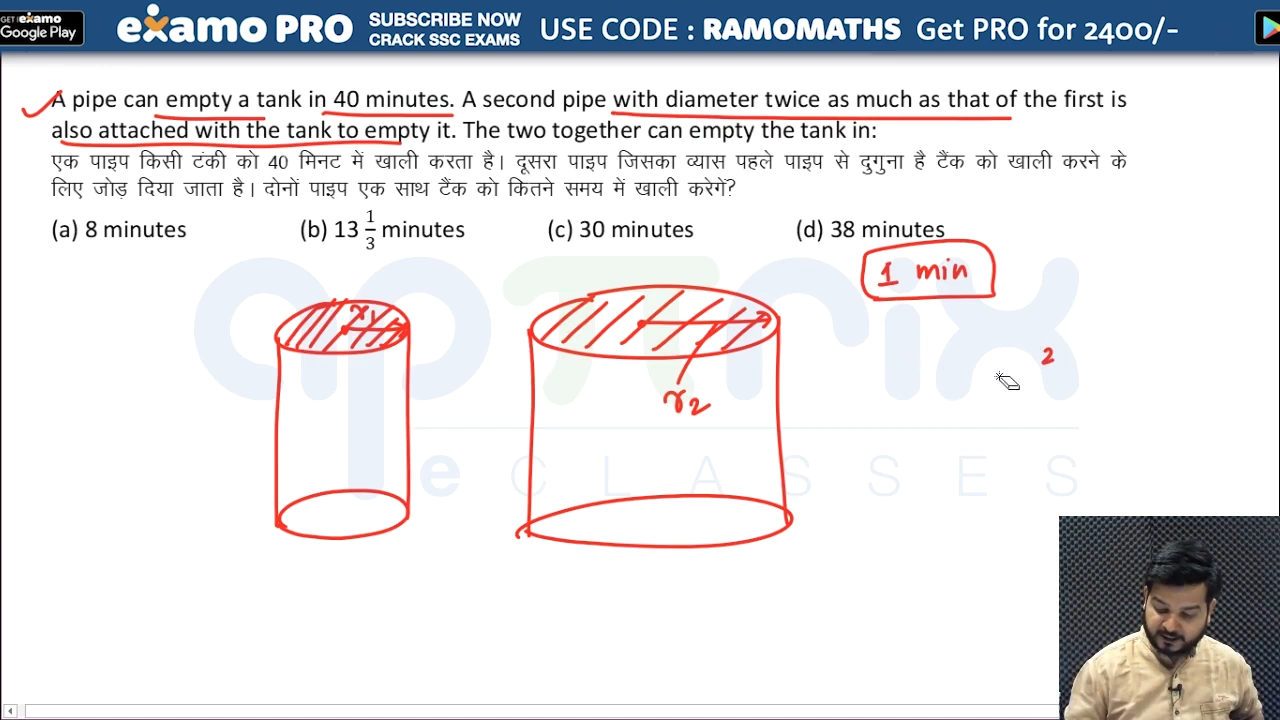 GET IT ON examo
Google Play
examo PRO
SUBSCRIBE NOW
CRACK SSC EXAMS
USE CODE : RAMOMATHS Get PRO for 2400/-
A pipe can empty a tank in 40 minutes. A second pipe with diameter twice as much as that of the first is
also attached with the tank to empty it. The two together can empty the tank in:
एक पाइप किसी टंकी को 40 मिनट में खाली करता है। दूसरा पाइप जिसका व्यास पहले पाइप से दुगुना है टैंक को खाली करने के
लिए जोड़ दिया जाता है। दोनों पाइप एक साथ टैंक को कितने समय में खाली करेगें?
(a) 8 minutes (b) 13 1/3 minutes (c) 30 minutes (d) 38 minutes
1 min
r1
2
r2
e CLASSES